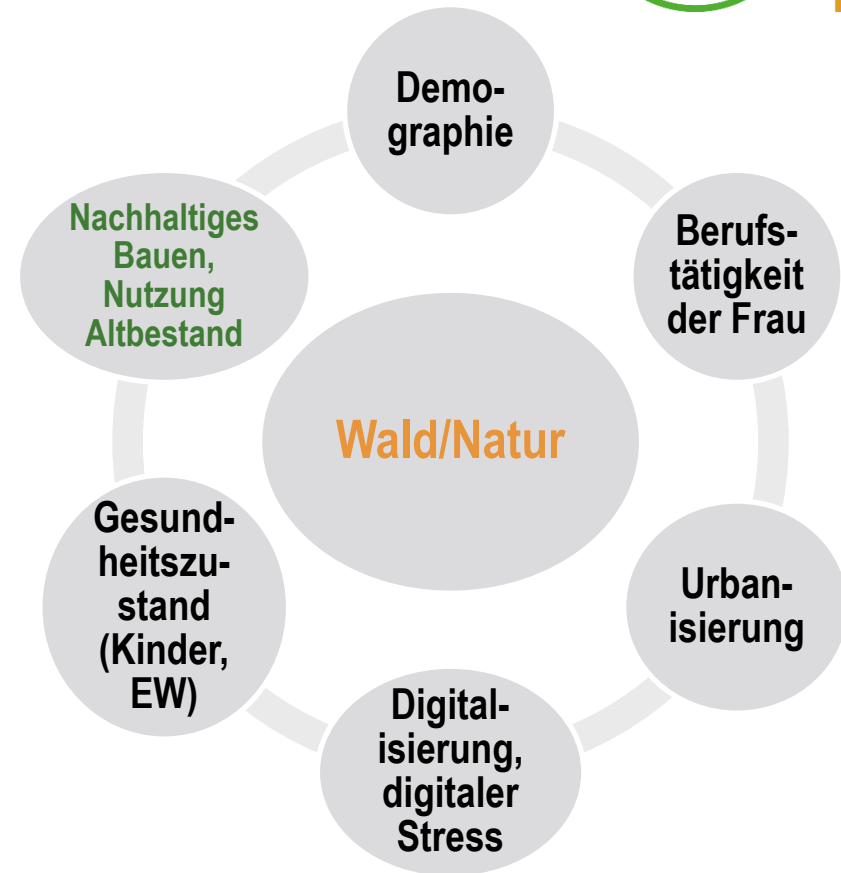 Demo-
graphie
Berufs-
tätigkeit
der Frau
Urban-
isierung
Digital-
isierung,
digitaler
Stress
Gesund-
heitszu-
stand
(Kinder,
EW)
Nachhaltiges
Bauen,
Nutzung
Altbestand
Wald/Natur